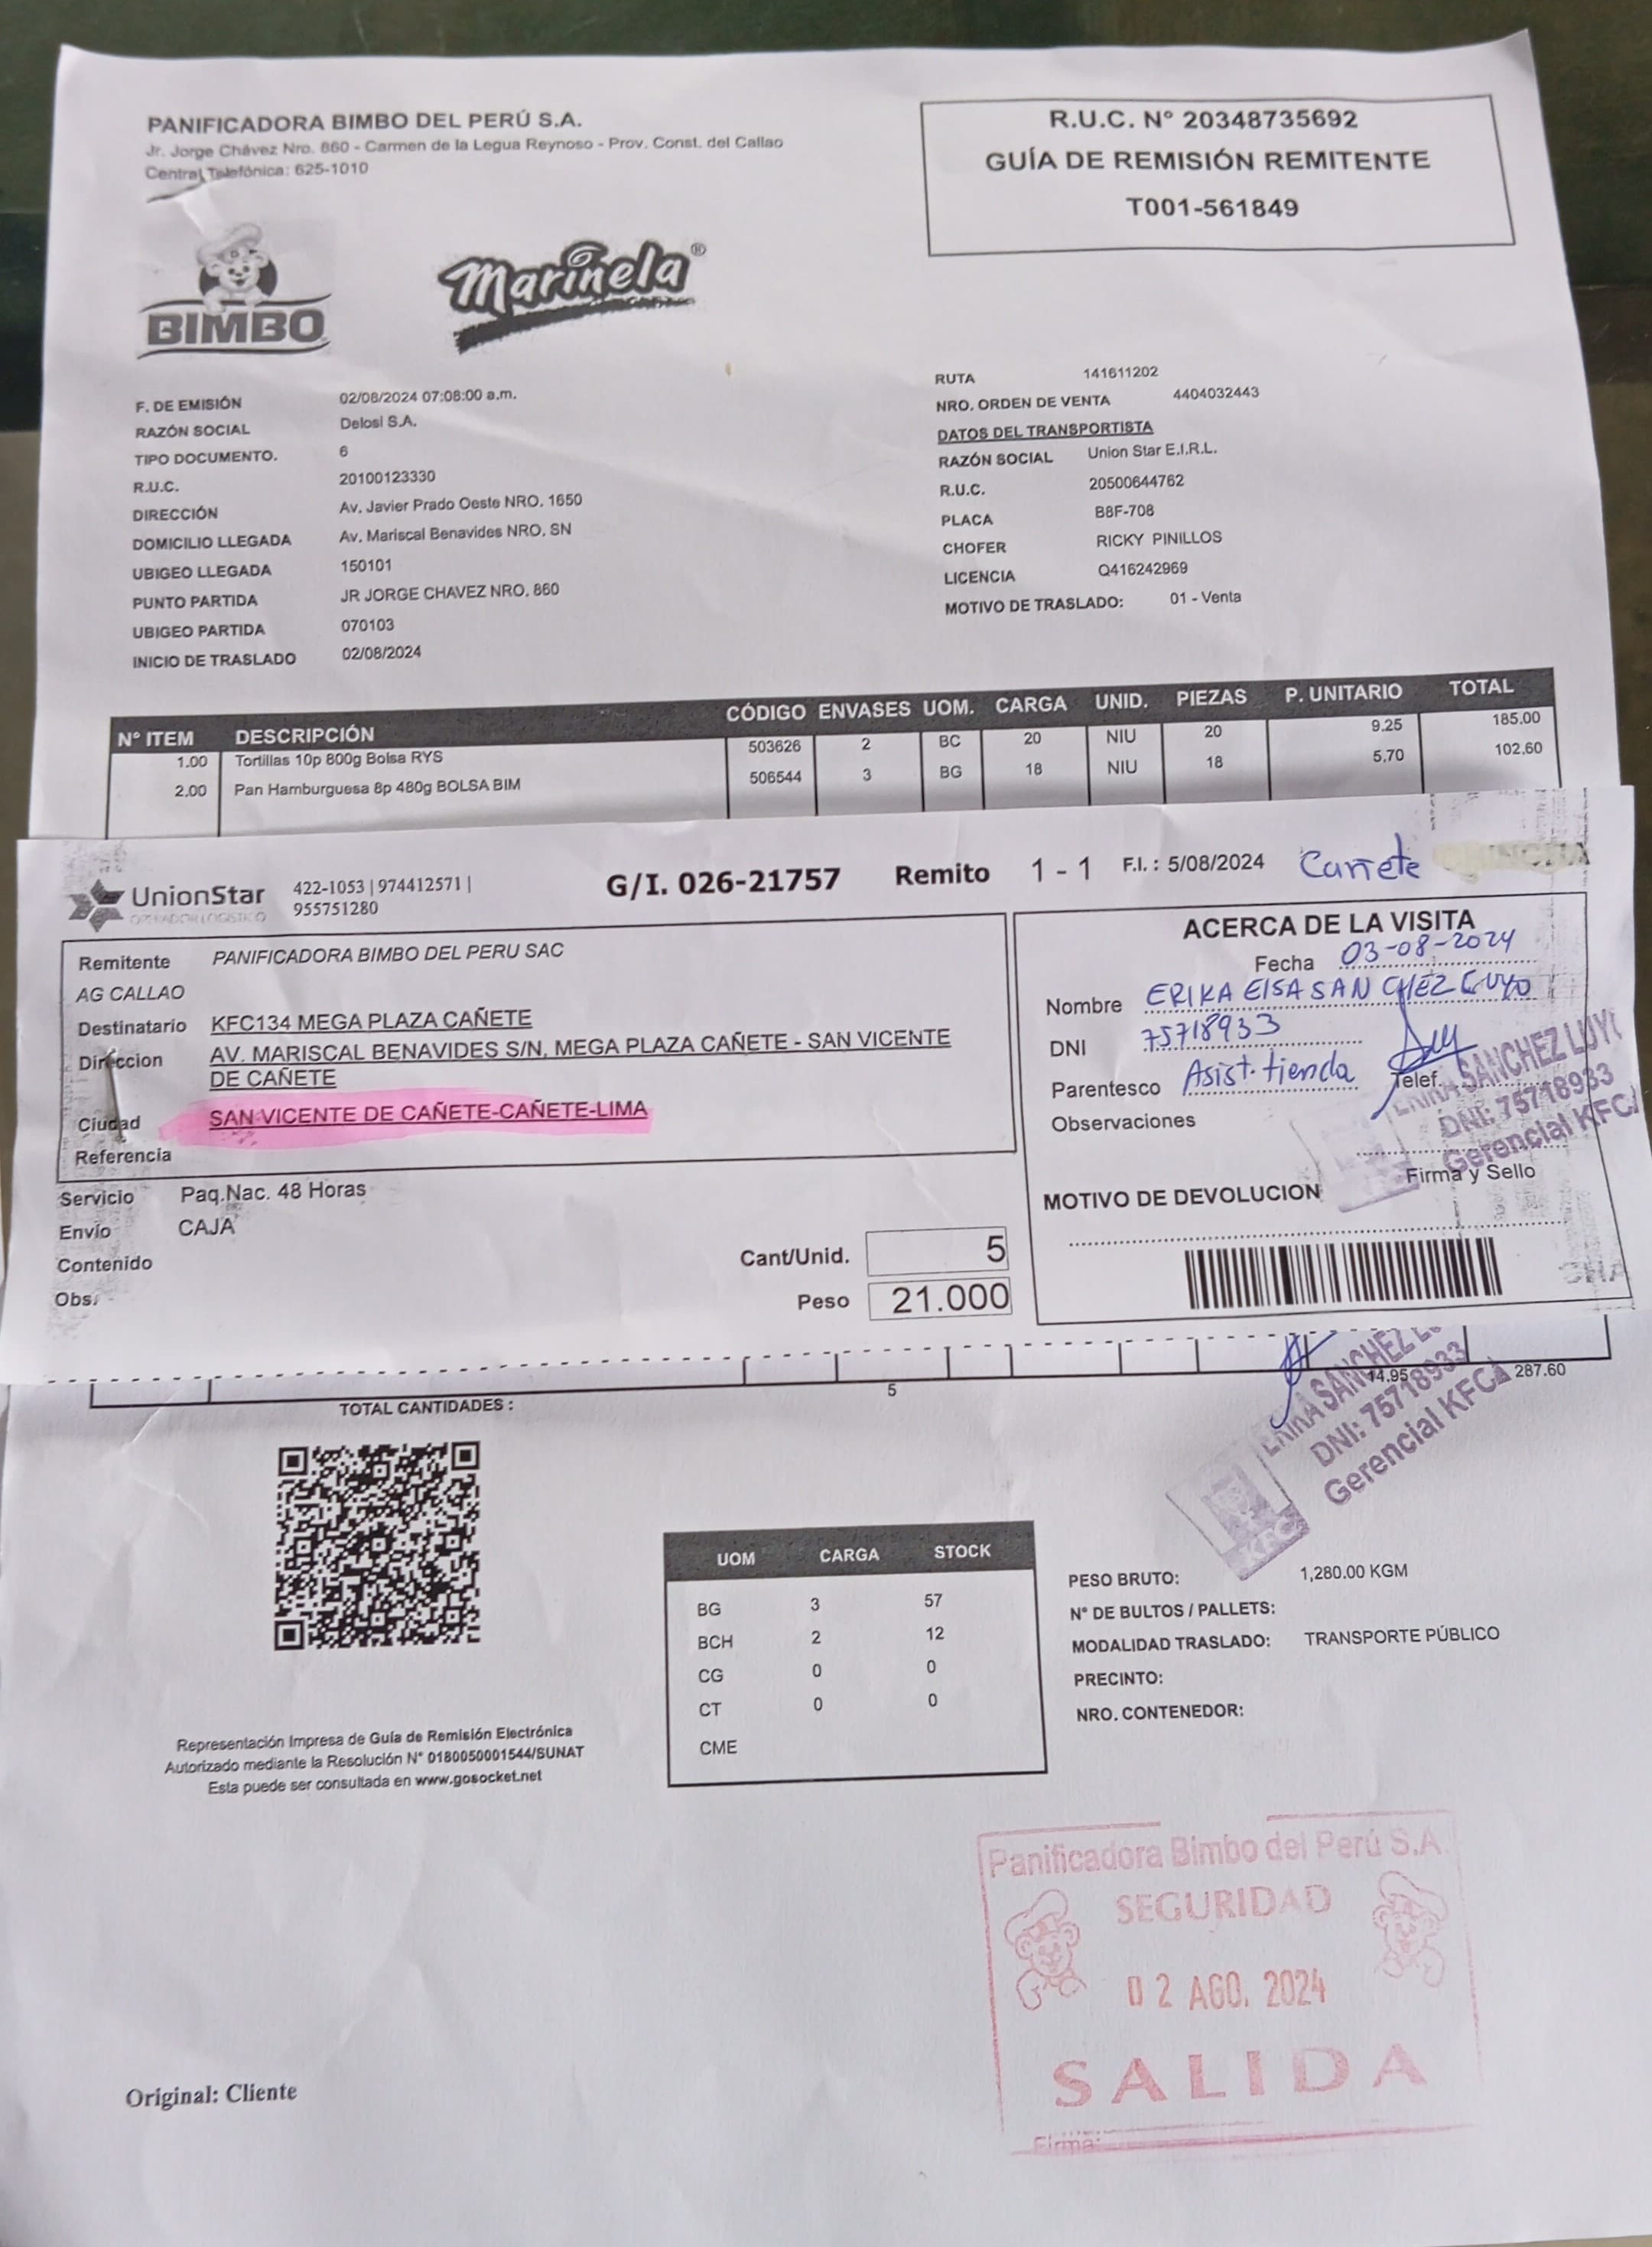 PANIFICADORA BIMBO DEL PERÚ S.A.
Jr. Jorge Chávez Nro. 860 - Carmen de la Legua Reynoso - Prov. Const. del Callao
Central Telefónica: 625-1010
R.U.C. N° 20348735692
GUÍA DE REMISIÓN REMITENTE
T001-561849
BIMBO
Marinela®
F. DE EMISIÓN 02/08/2024 07:08:00 a.m.
RAZÓN SOCIAL Delosi S.A.
TIPO DOCUMENTO. 6
R.U.C. 20100123330
DIRECCIÓN Av. Javier Prado Oeste NRO. 1650
DOMICILIO LLEGADA Av. Mariscal Benavides NRO. SN
UBIGEO LLEGADA 150101
PUNTO PARTIDA JR JORGE CHAVEZ NRO. 860
UBIGEO PARTIDA 070103
INICIO DE TRASLADO 02/08/2024
RUTA 141611202
NRO. ORDEN DE VENTA 4404032443
DATOS DEL TRANSPORTISTA
RAZÓN SOCIAL Union Star E.I.R.L.
R.U.C. 20500644762
PLACA B8F-708
CHOFER RICKY PINILLOS
LICENCIA Q416242969
MOTIVO DE TRASLADO: 01 - Venta
N° ITEM DESCRIPCIÓN CÓDIGO ENVASES UOM. CARGA UNID. PIEZAS P. UNITARIO TOTAL
1.00 Tortillas 10p 800g Bolsa RYS 503626 2 BC 20 NIU 20 9.25 185.00
2.00 Pan Hamburguesa 8p 480g BOLSA BIM 506544 3 BG 18 NIU 18 5.70 102.60
UnionStar
OPERADOR LOGISTICO
422-1053 | 974412571 |
955751280
G/I. 026-21757 Remito 1 - 1 F.I. : 5/08/2024 Cañete
Remitente PANIFICADORA BIMBO DEL PERU SAC
AG CALLAO
Destinatario KFC134 MEGA PLAZA CAÑETE
Direccion AV. MARISCAL BENAVIDES S/N, MEGA PLAZA CAÑETE - SAN VICENTE
DE CAÑETE
Ciudad SAN VICENTE DE CAÑETE-CAÑETE-LIMA
Referencia
Servicio Paq.Nac. 48 Horas
Envío CAJA
Contenido
Obs.
Cant/Unid. 5
Peso 21.000
ACERCA DE LA VISITA
Fecha 03-08-2024
Nombre ERIKA ElSA SANCHEZ LUYO
DNI 75718933
Parentesco Asist. tienda Telef.
Observaciones
ERIKA SANCHEZ LUYO
DNI: 75718933
Gerencial KFCA
Firma y Sello
MOTIVO DE DEVOLUCION
TOTAL CANTIDADES : 5 14.95 287.60
ERIKA SANCHEZ L
DNI: 75718933
Gerencial KFCA
KFC
UOM CARGA STOCK
BG 3 57
BCH 2 12
CG 0 0
CT 0 0
CME
PESO BRUTO: 1,280.00 KGM
N° DE BULTOS / PALLETS:
MODALIDAD TRASLADO: TRANSPORTE PÚBLICO
PRECINTO:
NRO. CONTENEDOR:
Representación Impresa de Guía de Remisión Electrónica
Autorizado mediante la Resolución N° 0180050001544/SUNAT
Esta puede ser consultada en www.gosocket.net
Panificadora Bimbo del Perú S.A.
SEGURIDAD
02 AGO. 2024
SALIDA
Firma:
Original: Cliente